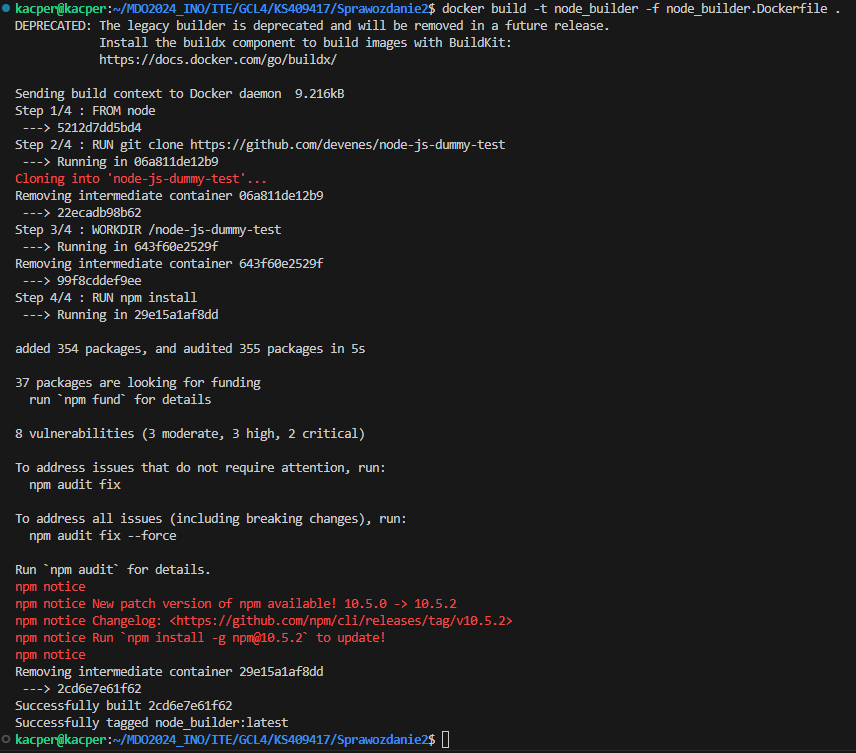 kacper@kacper:~/MDO2024_INO/ITE/GCL4/KS409417/Sprawozdanie2$ docker build -t node_builder -f node_builder.Dockerfile .
DEPRECATED: The legacy builder is deprecated and will be removed in a future release.
            Install the buildx component to build images with BuildKit:
            https://docs.docker.com/go/buildx/

Sending build context to Docker daemon  9.216kB
Step 1/4 : FROM node
 ---> 5212d7dd5bd4
Step 2/4 : RUN git clone https://github.com/devenes/node-js-dummy-test
 ---> Running in 06a811de12b9
Cloning into 'node-js-dummy-test'...
Removing intermediate container 06a811de12b9
 ---> 22ecadb98b62
Step 3/4 : WORKDIR /node-js-dummy-test
 ---> Running in 643f60e2529f
Removing intermediate container 643f60e2529f
 ---> 99f8cddef9ee
Step 4/4 : RUN npm install
 ---> Running in 29e15a1af8dd

added 354 packages, and audited 355 packages in 5s

37 packages are looking for funding
  run `npm fund` for details

8 vulnerabilities (3 moderate, 3 high, 2 critical)

To address issues that do not require attention, run:
  npm audit fix

To address all issues (including breaking changes), run:
  npm audit fix --force

Run `npm audit` for details.
npm notice
npm notice New patch version of npm available! 10.5.0 -> 10.5.2
npm notice Changelog: <https://github.com/npm/cli/releases/tag/v10.5.2>
npm notice Run `npm install -g npm@10.5.2` to update!
npm notice
Removing intermediate container 29e15a1af8dd
 ---> 2cd6e7e61f62
Successfully built 2cd6e7e61f62
Successfully tagged node_builder:latest
kacper@kacper:~/MDO2024_INO/ITE/GCL4/KS409417/Sprawozdanie2$